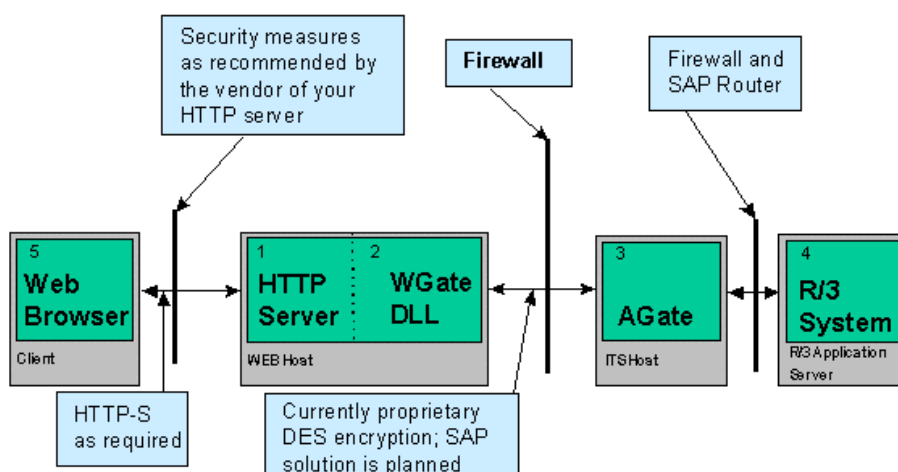 Security measures
as recommended by
the vendor of your
HTTP server
Firewall
Firewall and
SAP Router
5
Web
Browser
Client
1
HTTP
Server
2
WGate
DLL
WEB Host
3
AGate
ITS Host
4
R/3
System
R/3 Application
Server
HTTP-S
as required
Currently proprietary
DES encryption; SAP
solution is planned